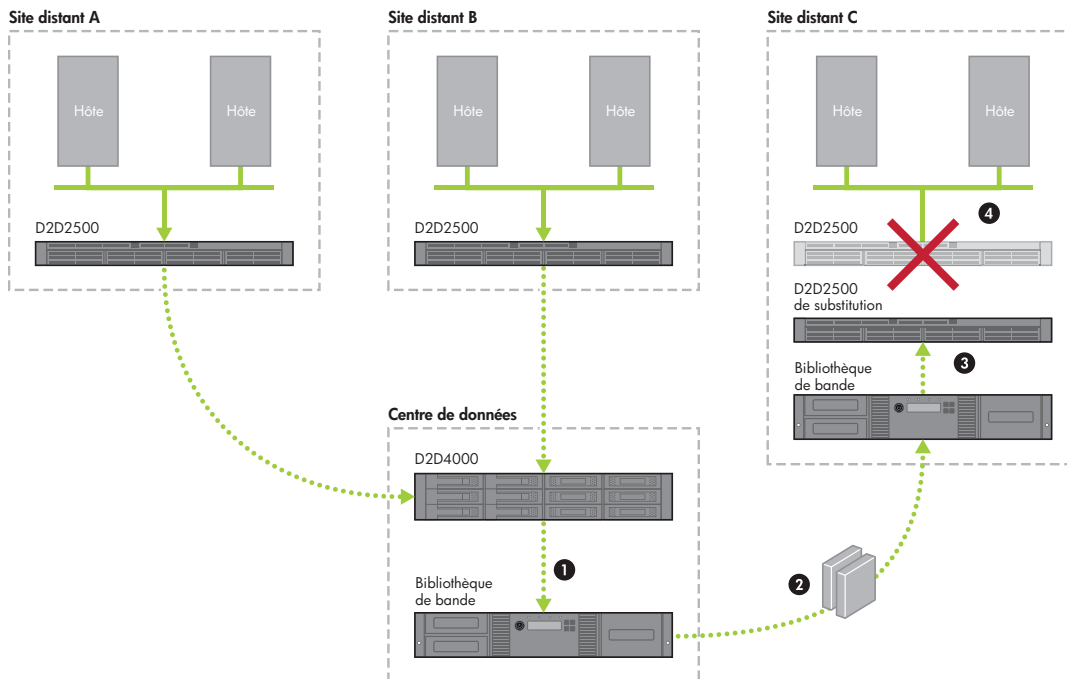 Site distant A
Site distant B
Site distant C
Hôte
Hôte
Hôte
Hôte
Hôte
Hôte
D2D2500
D2D2500
D2D2500
4
D2D2500
de substitution
3
Bibliothèque
de bande
Centre de données
D2D4000
1
Bibliothèque
de bande
2